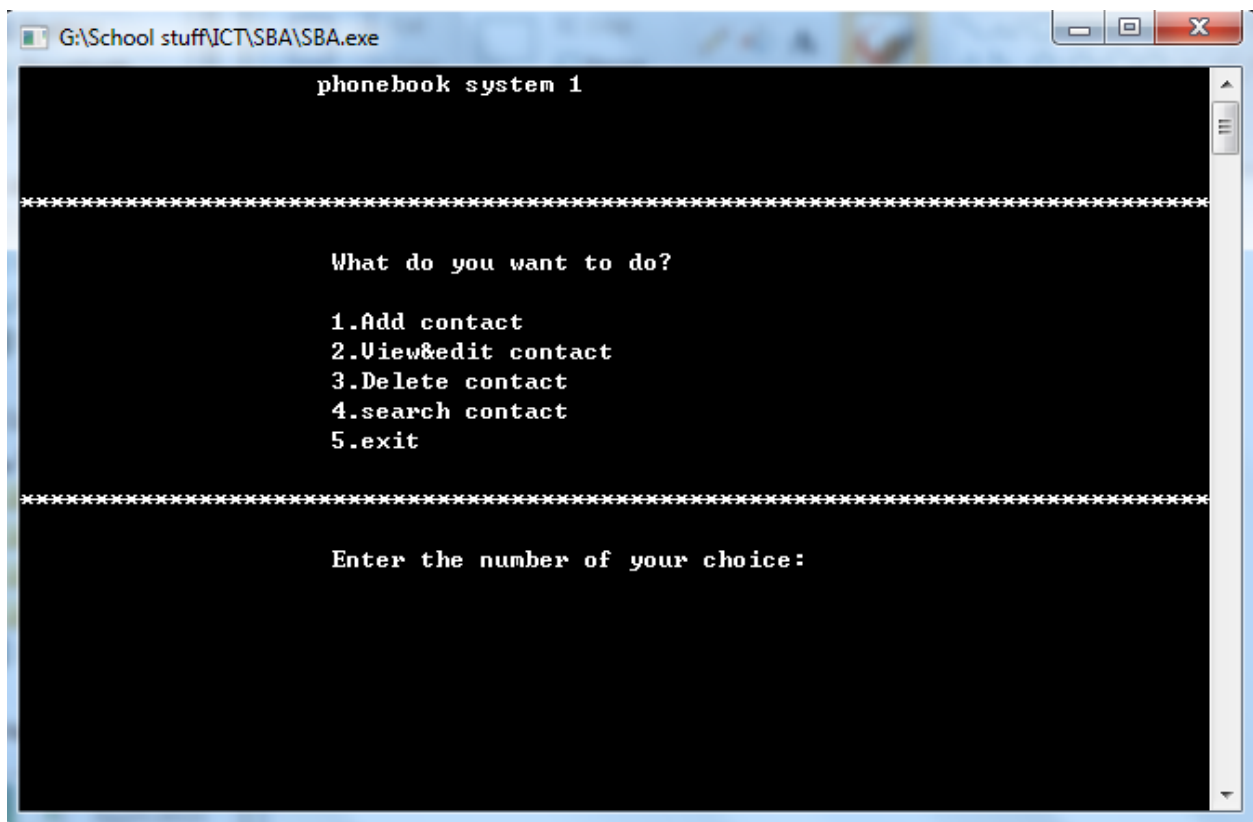 G:\School stuff\ICT\SBA\SBA.exe
phonebook system 1
********************************************************************************
What do you want to do?
1.Add contact
2.View&edit contact
3.Delete contact
4.search contact
5.exit
********************************************************************************
Enter the number of your choice: